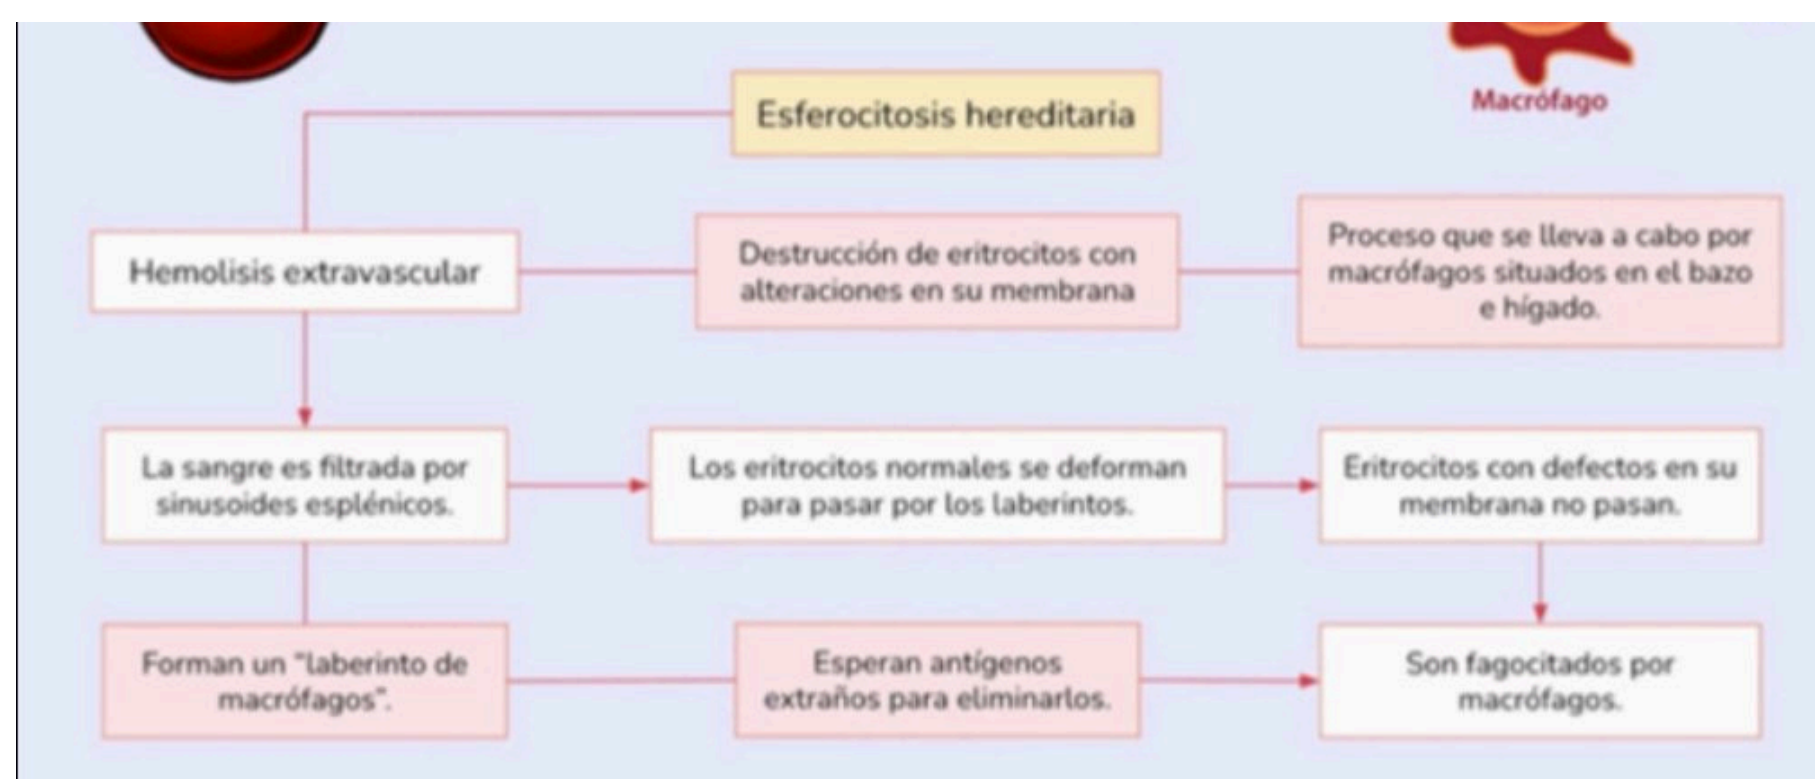 Esferocitosis hereditaria
Macrófago
Hemolisis extravascular
Destrucción de eritrocitos con
alteraciones en su membrana
Proceso que se lleva a cabo por
macrófagos situados en el bazo
e hígado.
La sangre es filtrada por
sinusoides esplénicos.
Los eritrocitos normales se deforman
para pasar por los laberintos.
Eritrocitos con defectos en su
membrana no pasan.
Forman un "laberinto de
macrófagos".
Esperan antígenos
extraños para eliminarlos.
Son fagocitados por
macrófagos.